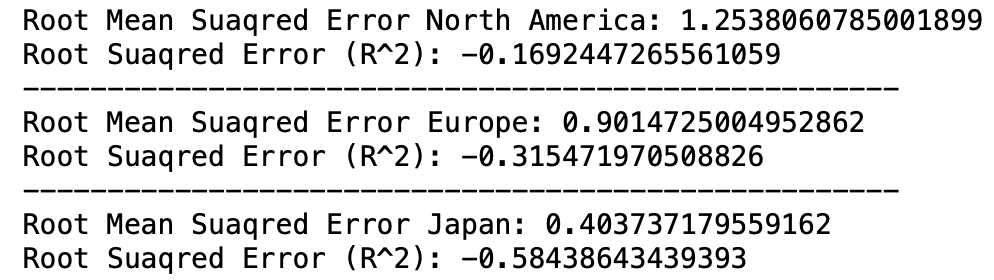 Root Mean Suaqred Error North America: 1.2538060785001899
Root Suaqred Error (R^2): -0.1692447265561059
----------------------------------------------------
Root Mean Suaqred Error Europe: 0.9014725004952862
Root Suaqred Error (R^2): -0.315471970508826
----------------------------------------------------
Root Mean Suaqred Error Japan: 0.403737179559162
Root Suaqred Error (R^2): -0.58438643439393